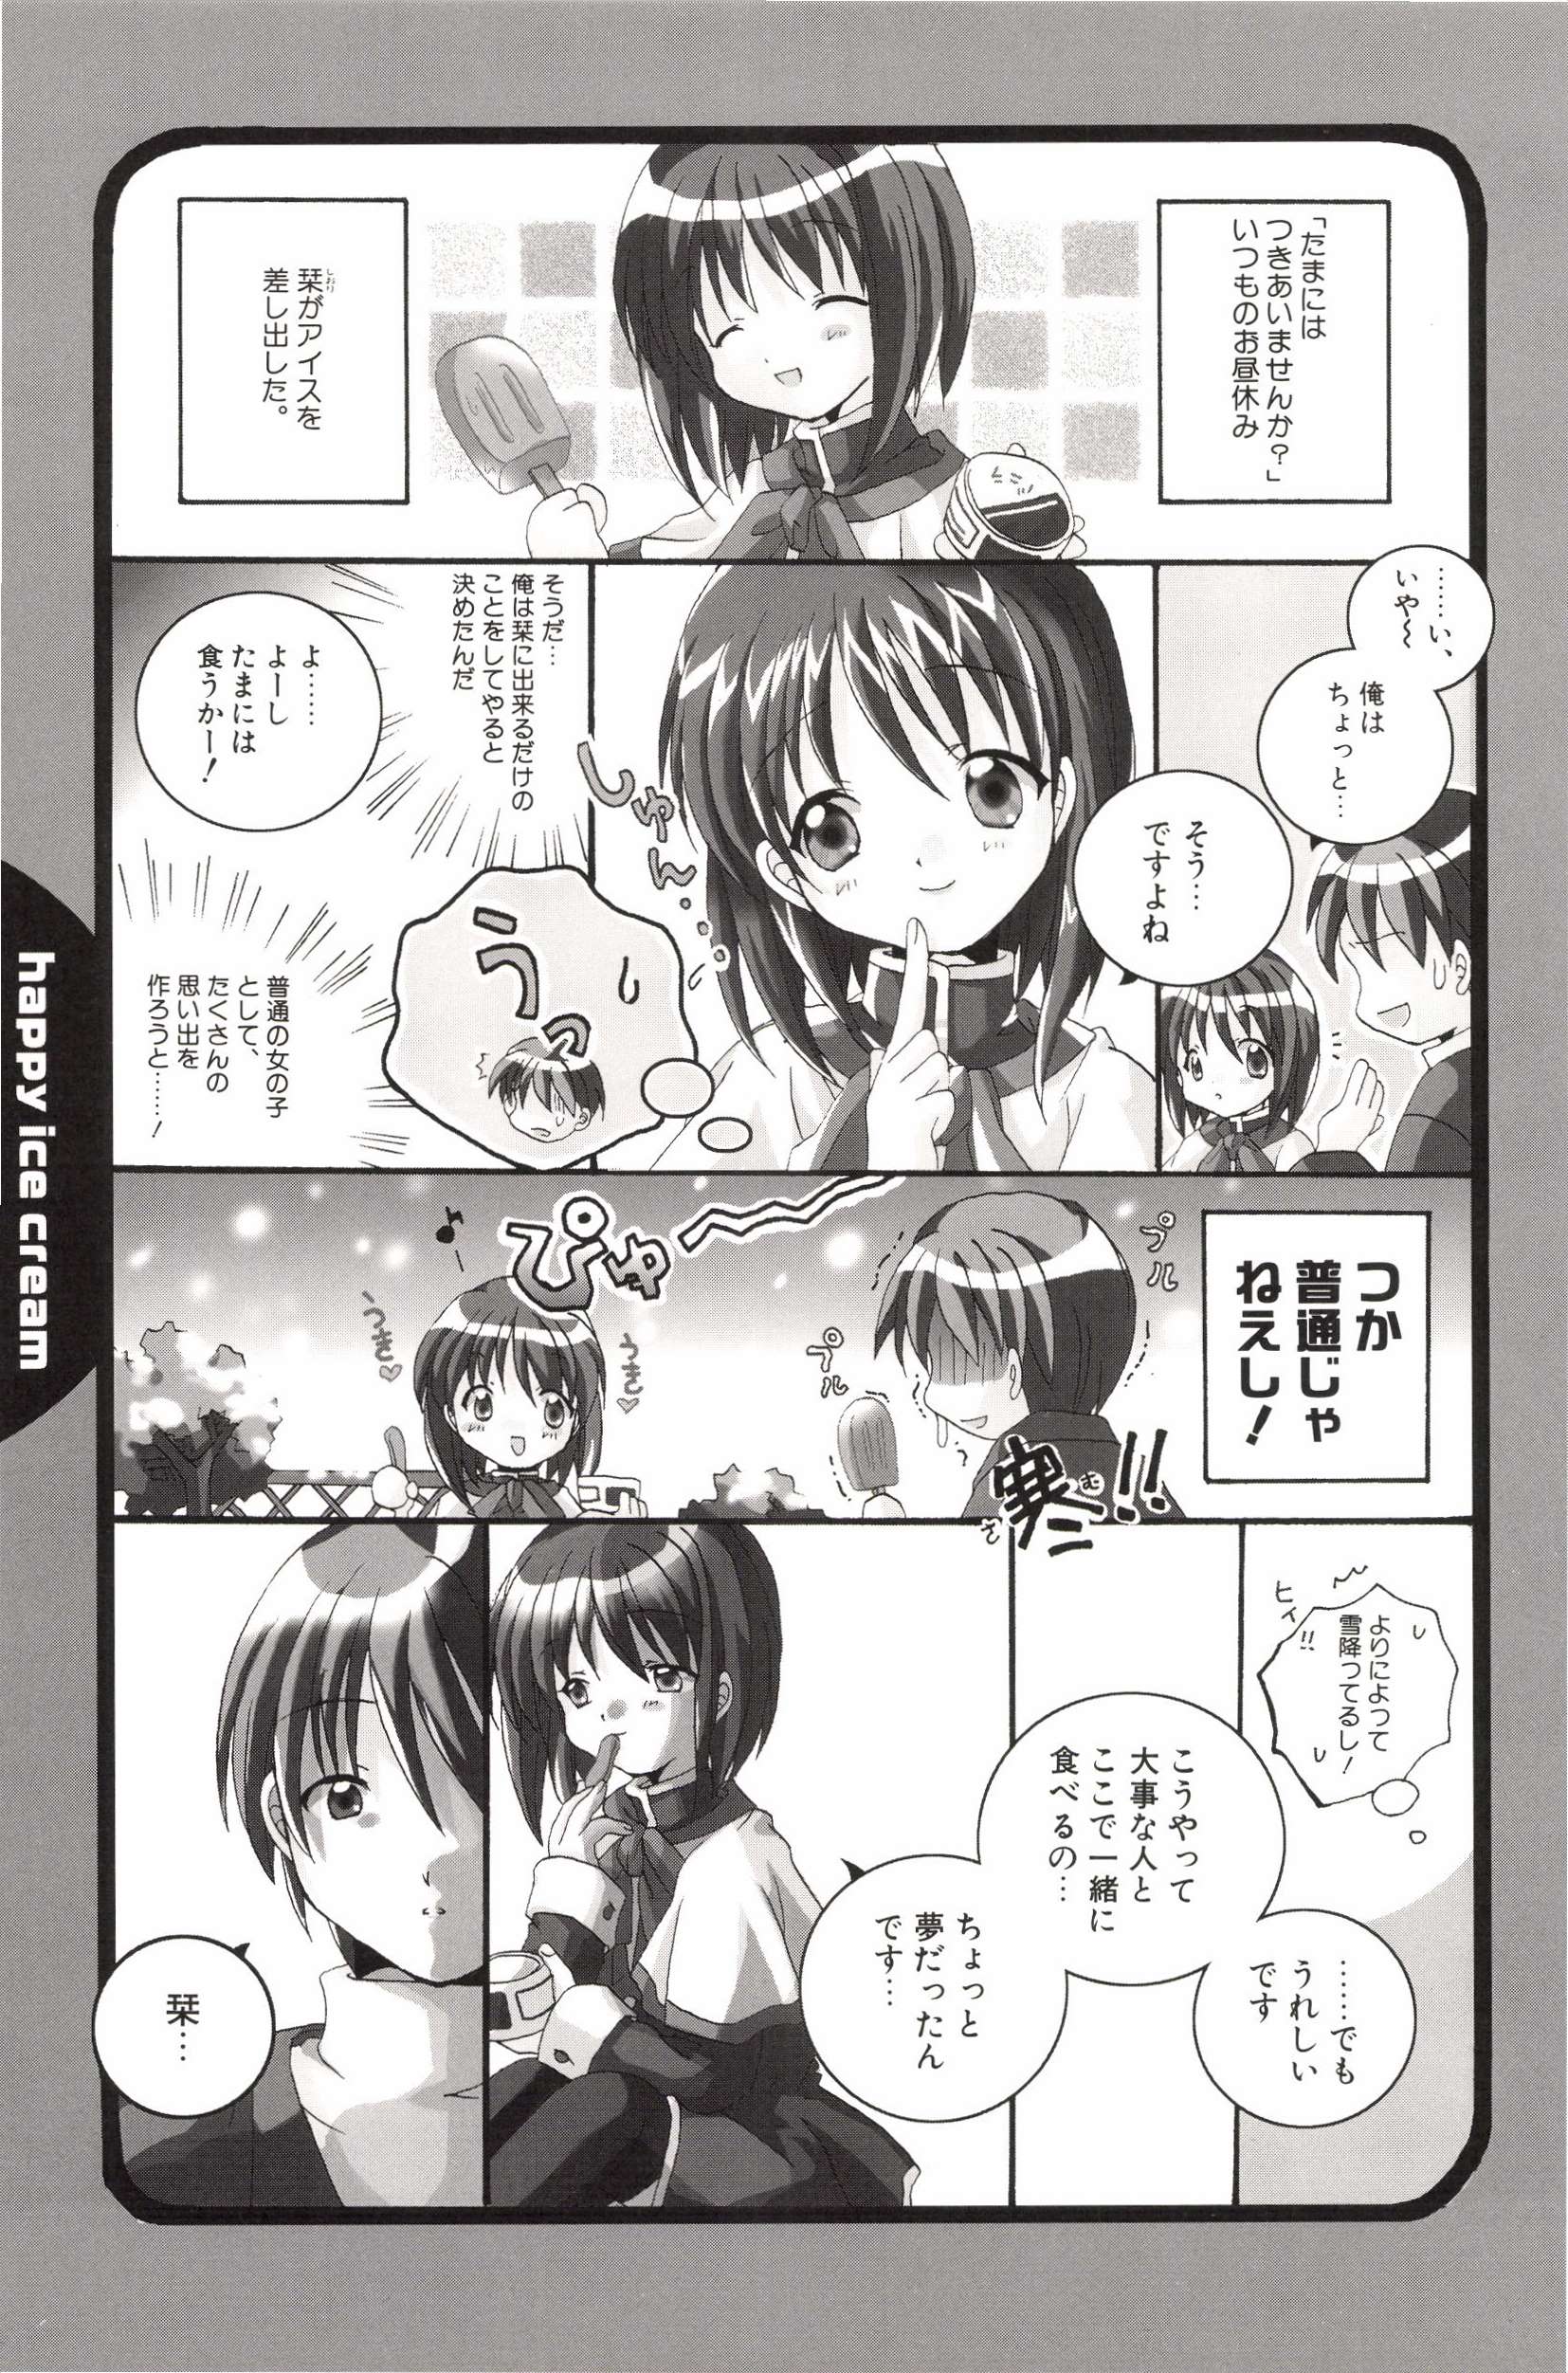 「たまには
つきあいませんか?」
いつものお昼休み
栞がアイスを
しおり
差し出した。
……い、
いや〜
俺は
ちょっと…
そう…
ですよね
しゅん…
うっ
そうだ…
俺は栞に出来るだけの
ことをしてやると
決めたんだ
よ……
よーし
たまには
食うかー!
普通の女の子
として、
たくさんの
思い出を
作ろうと……!
つか
普通じゃ
ねえし!
プル
プル
寒!!
さむ
ぴゅ〜
うき♡
うき♡
♪
よりによって
雪降ってるし!
ヒィ!!
……でも
うれしい
です
こうやって
大事な人と
ここで一緒に
食べるの…
ちょっと
夢だったん
です…
栞…
happy ice cream